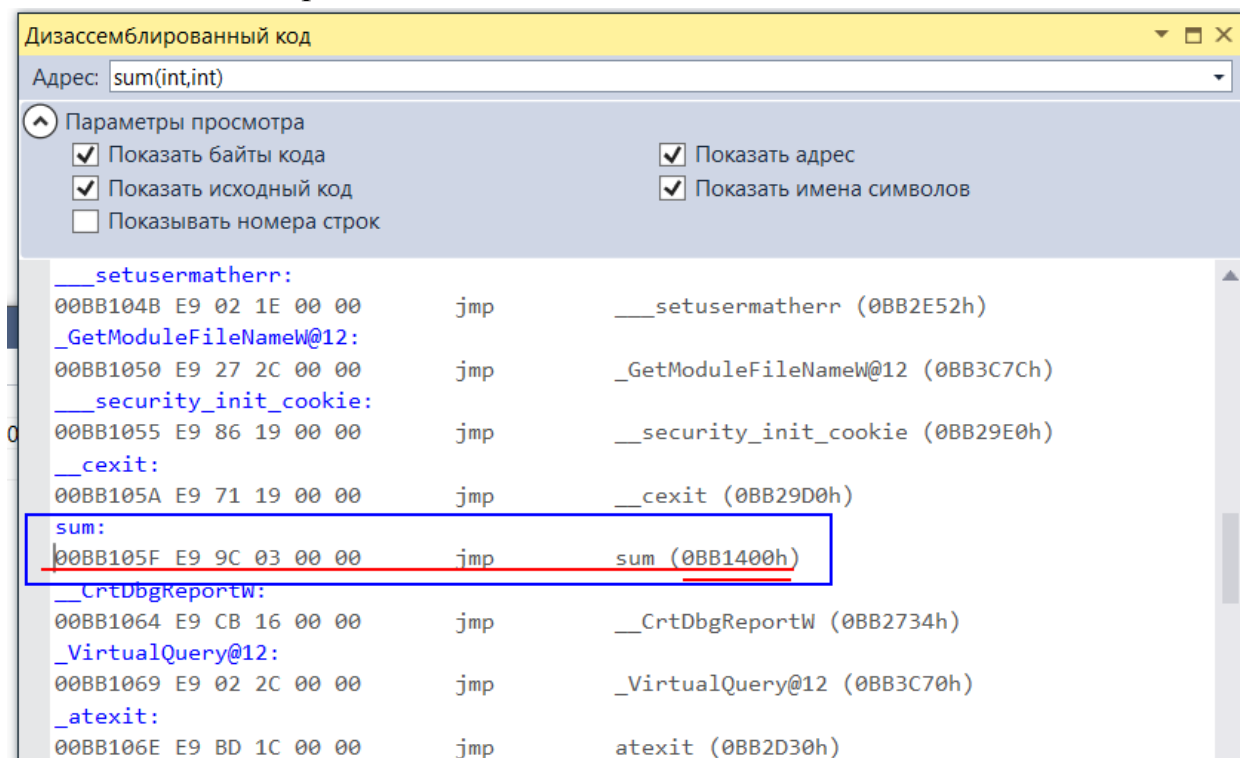 Дизассемблированный код
Адрес: sum(int,int)
Параметры просмотра
Показать байты кода Показать адрес
Показать исходный код Показать имена символов
Показывать номера строк
___setusermatherr:
00BB104B E9 02 1E 00 00 jmp ___setusermatherr (0BB2E52h)
_GetModuleFileNameW@12:
00BB1050 E9 27 2C 00 00 jmp _GetModuleFileNameW@12 (0BB3C7Ch)
___security_init_cookie:
00BB1055 E9 86 19 00 00 jmp __security_init_cookie (0BB29E0h)
__cexit:
00BB105A E9 71 19 00 00 jmp __cexit (0BB29D0h)
sum:
00BB105F E9 9C 03 00 00 jmp sum (0BB1400h)
__CrtDbgReportW:
00BB1064 E9 CB 16 00 00 jmp __CrtDbgReportW (0BB2734h)
_VirtualQuery@12:
00BB1069 E9 02 2C 00 00 jmp _VirtualQuery@12 (0BB3C70h)
_atexit:
00BB106E E9 BD 1C 00 00 jmp atexit (0BB2D30h)